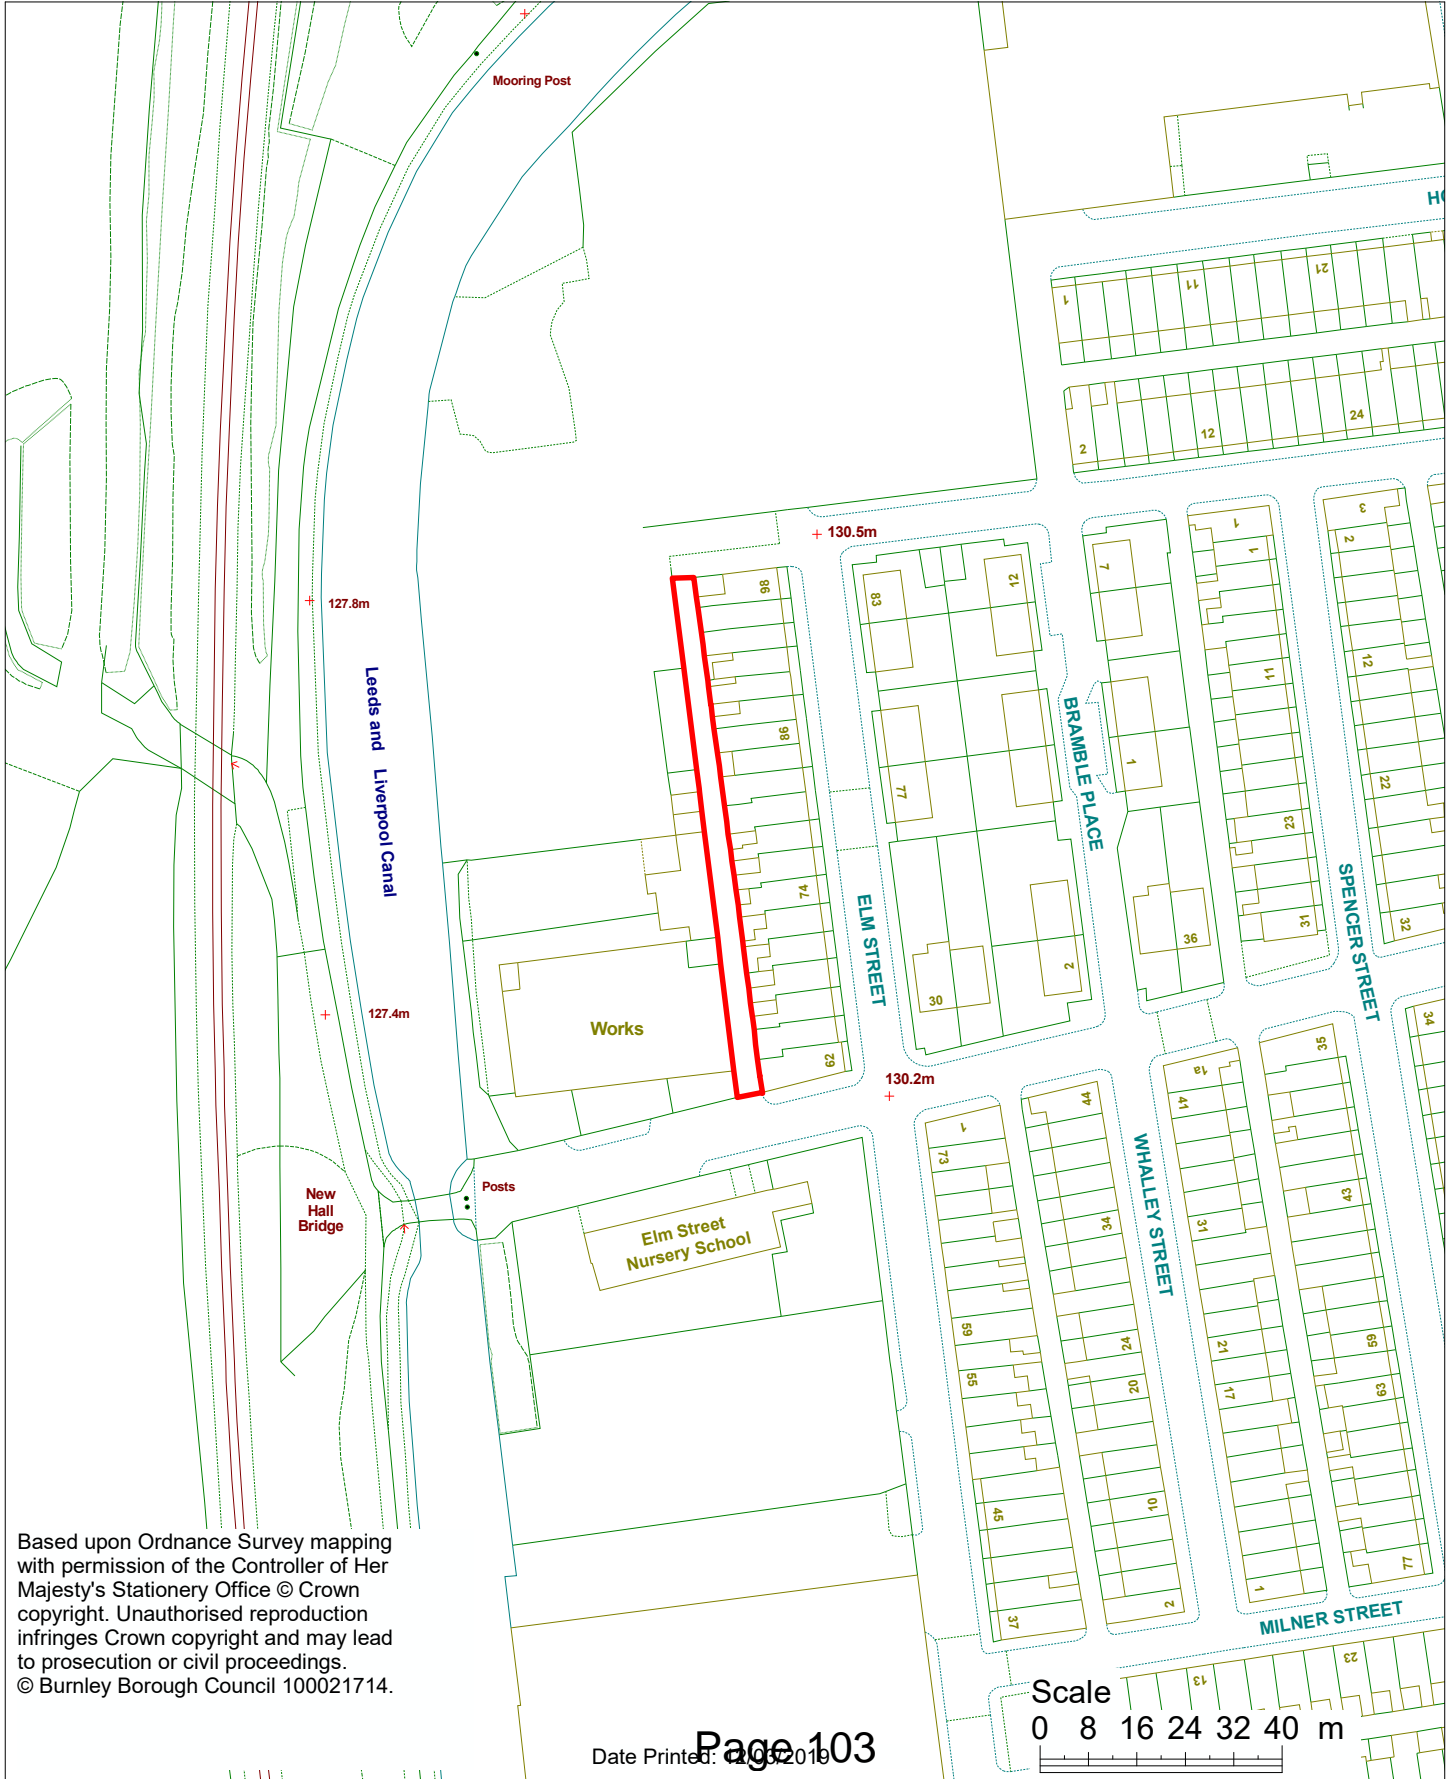 Mooring Post
HO
1
11
21
2
12
24
130.5m
127.8m
98
83
12
7
1
1
3
2
12
11
86
77
1
22
23
Leeds and Liverpool Canal
BRAMBLE PLACE
74
ELM STREET
SPENCER STREET
31
32
36
2
30
127.4m
Works
62
130.2m
34
35
1a
41
44
1
73
WHALLEY STREET
Posts
New
Hall
Bridge
Elm Street
Nursery School
34
31
43
69
55
24
20
21
17
59
63
45
10
37
2
1
77
MILNER STREET
13
23
Based upon Ordnance Survey mapping
with permission of the Controller of Her
Majesty's Stationery Office © Crown
copyright. Unauthorised reproduction
infringes Crown copyright and may lead
to prosecution or civil proceedings.
© Burnley Borough Council 100021714.
Scale
0 8 16 24 32 40 m
Page 103
Date Printed: 12/03/2019